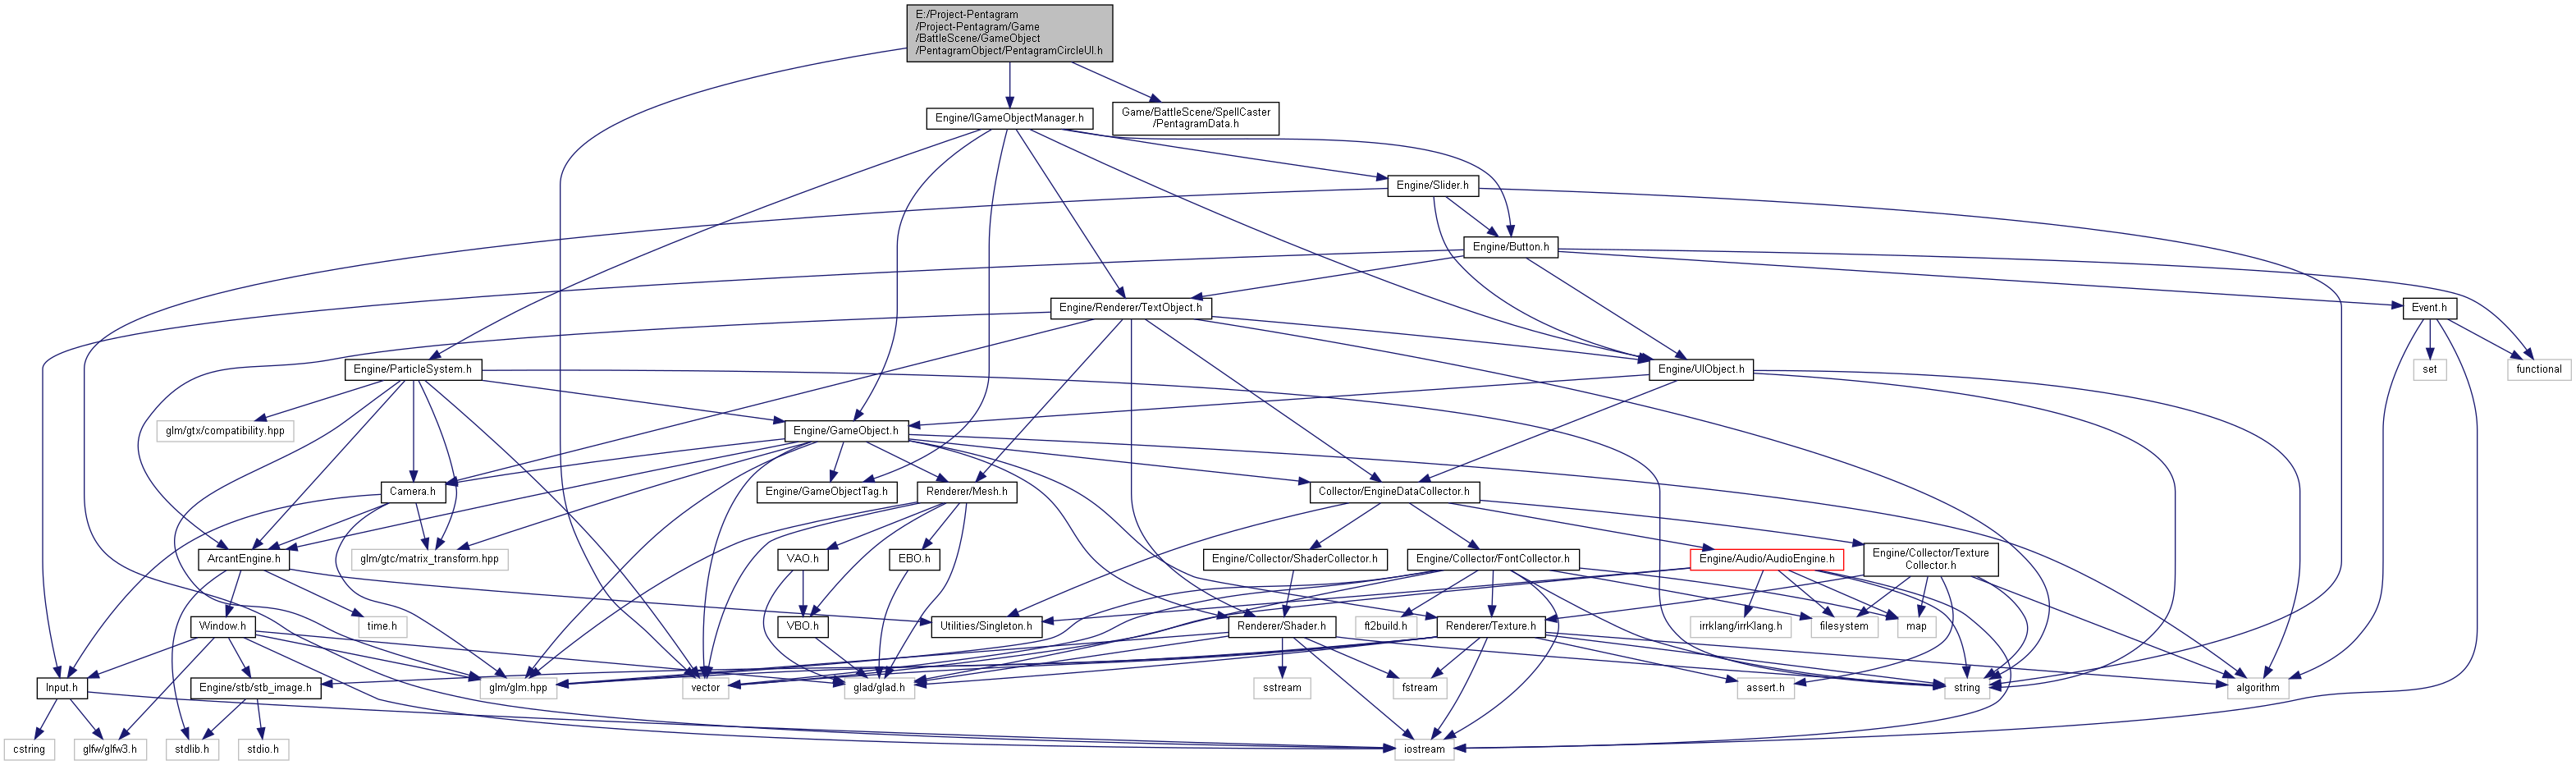 E:/Project-Pentagram
/Project-Pentagram/Game
/BattleScene/GameObject
/PentagramObject/PentagramCircleUI.h
Engine/IGameObjectManager.h
Game/BattleScene/SpellCaster
/PentagramData.h
Engine/Slider.h
Engine/Button.h
Engine/Renderer/TextObject.h
Event.h
Engine/ParticleSystem.h
Engine/UIObject.h
set
functional
glm/gtx/compatibility.hpp
Engine/GameObject.h
Camera.h
Engine/GameObjectTag.h
Renderer/Mesh.h
Collector/EngineDataCollector.h
ArcantEngine.h
glm/gtc/matrix_transform.hpp
VAO.h
EBO.h
Engine/Collector/ShaderCollector.h
Engine/Collector/FontCollector.h
Engine/Audio/AudioEngine.h
Engine/Collector/Texture
Collector.h
Window.h
time.h
VBO.h
Utilities/Singleton.h
Renderer/Shader.h
ft2build.h
Renderer/Texture.h
irrklang/irrKlang.h
filesystem
map
Input.h
Engine/stb/stb_image.h
glm/glm.hpp
vector
glad/glad.h
sstream
fstream
assert.h
string
algorithm
cstring
glfw/glfw3.h
stdlib.h
stdio.h
iostream